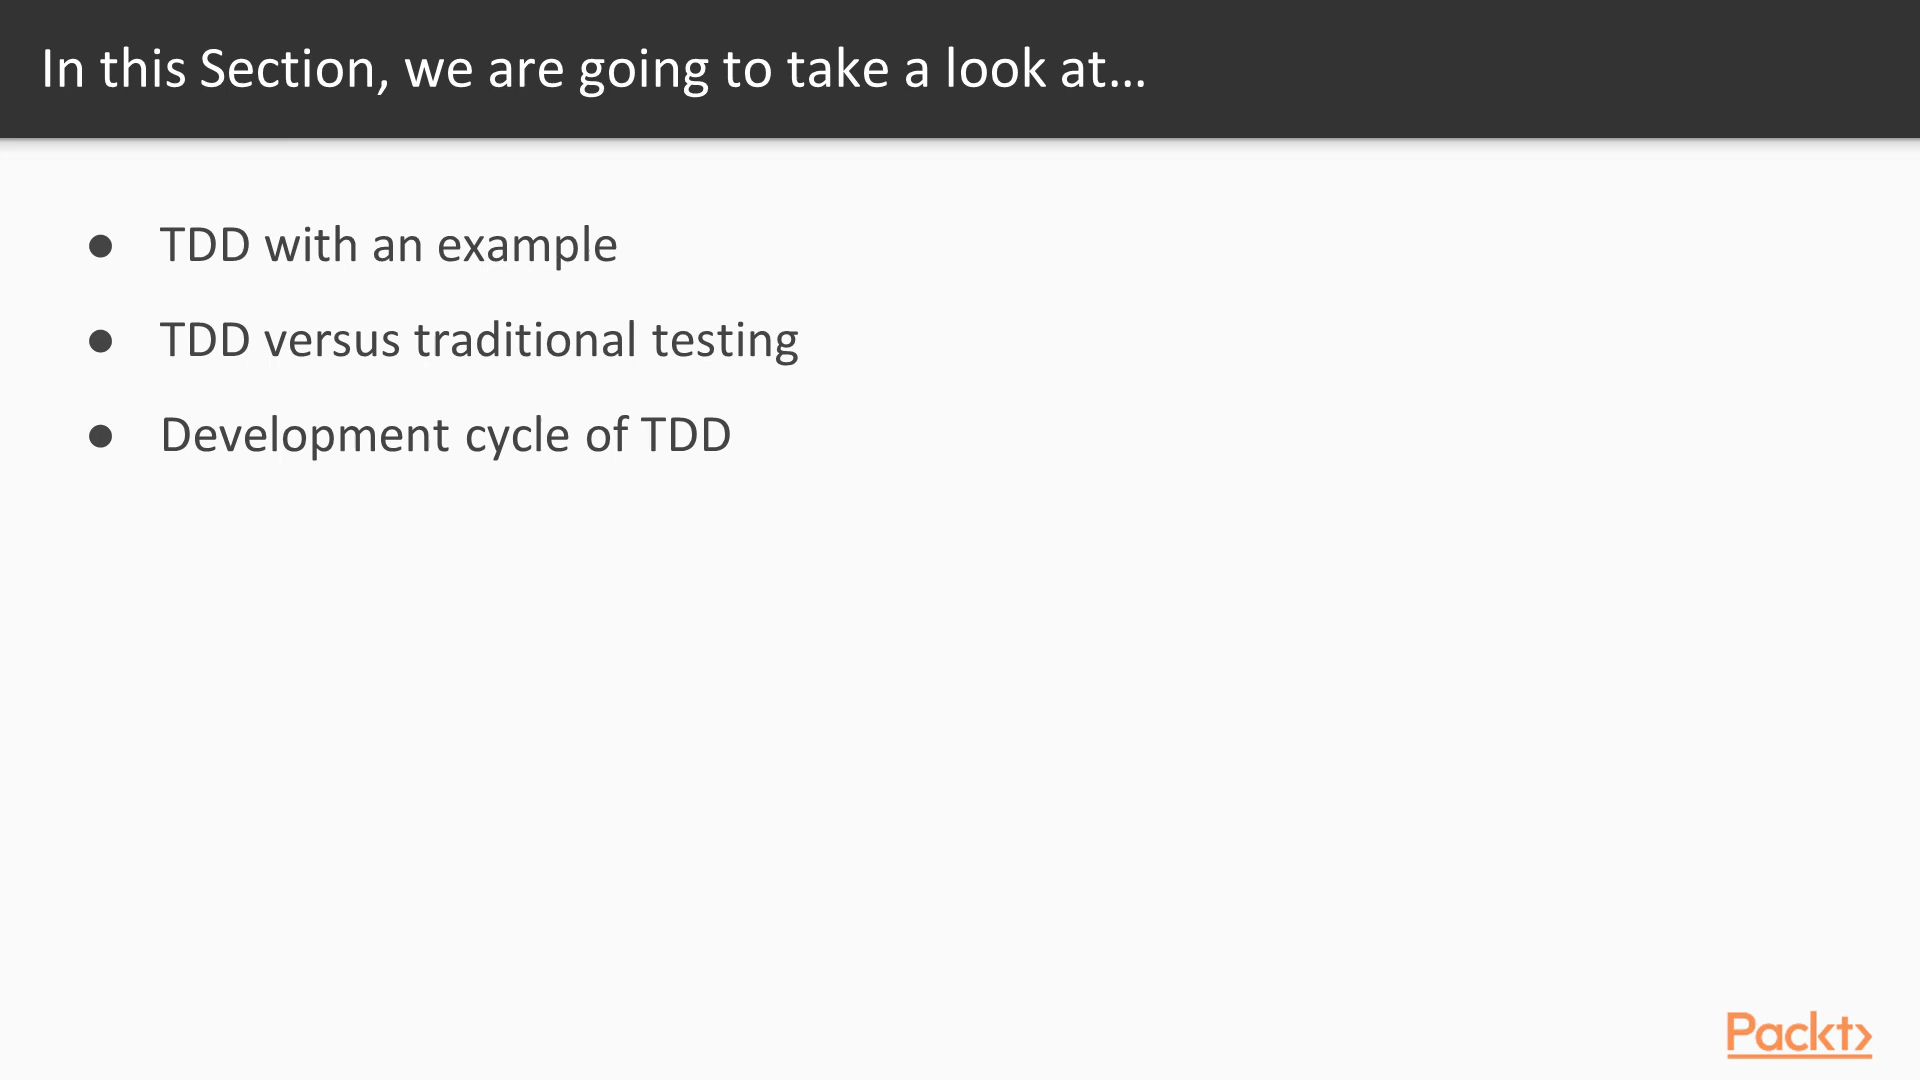 In this Section, we are going to take a look at...
● TDD with an example
● TDD versus traditional testing
● Development cycle of TDD
Packt>